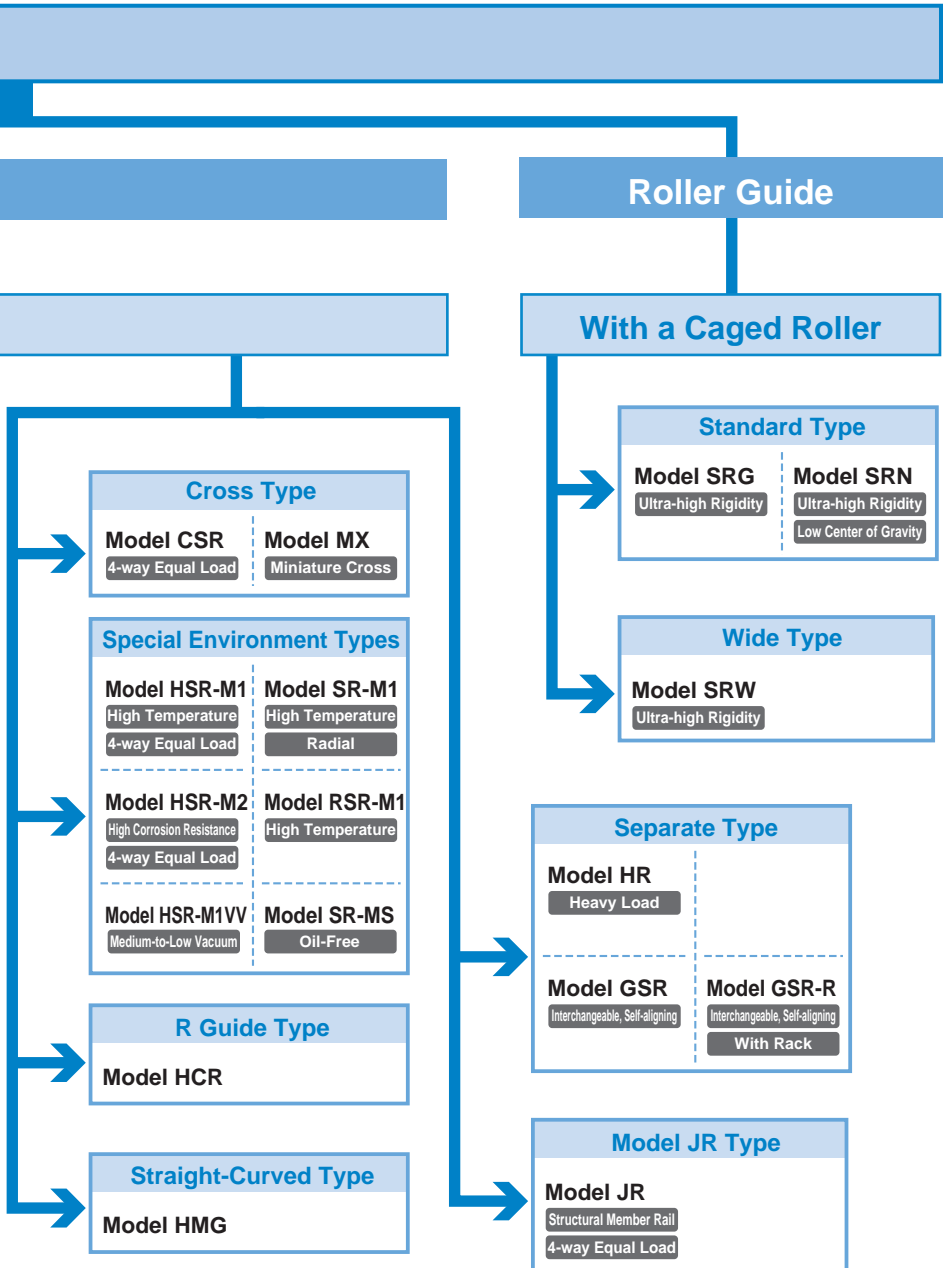 Roller Guide
With a Caged Roller
Standard Type
Model SRG
Ultra-high Rigidity
Model SRN
Ultra-high Rigidity
Low Center of Gravity
Wide Type
Model SRW
Ultra-high Rigidity
Cross Type
Model CSR
4-way Equal Load
Model MX
Miniature Cross
Special Environment Types
Model HSR-M1
High Temperature
4-way Equal Load
Model SR-M1
High Temperature
Radial
Model HSR-M2
High Corrosion Resistance
4-way Equal Load
Model RSR-M1
High Temperature
Model HSR-M1VV
Medium-to-Low Vacuum
Model SR-MS
Oil-Free
R Guide Type
Model HCR
Straight-Curved Type
Model HMG
Separate Type
Model HR
Heavy Load
Model GSR
Interchangeable, Self-aligning
Model GSR-R
Interchangeable, Self-aligning
With Rack
Model JR Type
Model JR
Structural Member Rail
4-way Equal Load